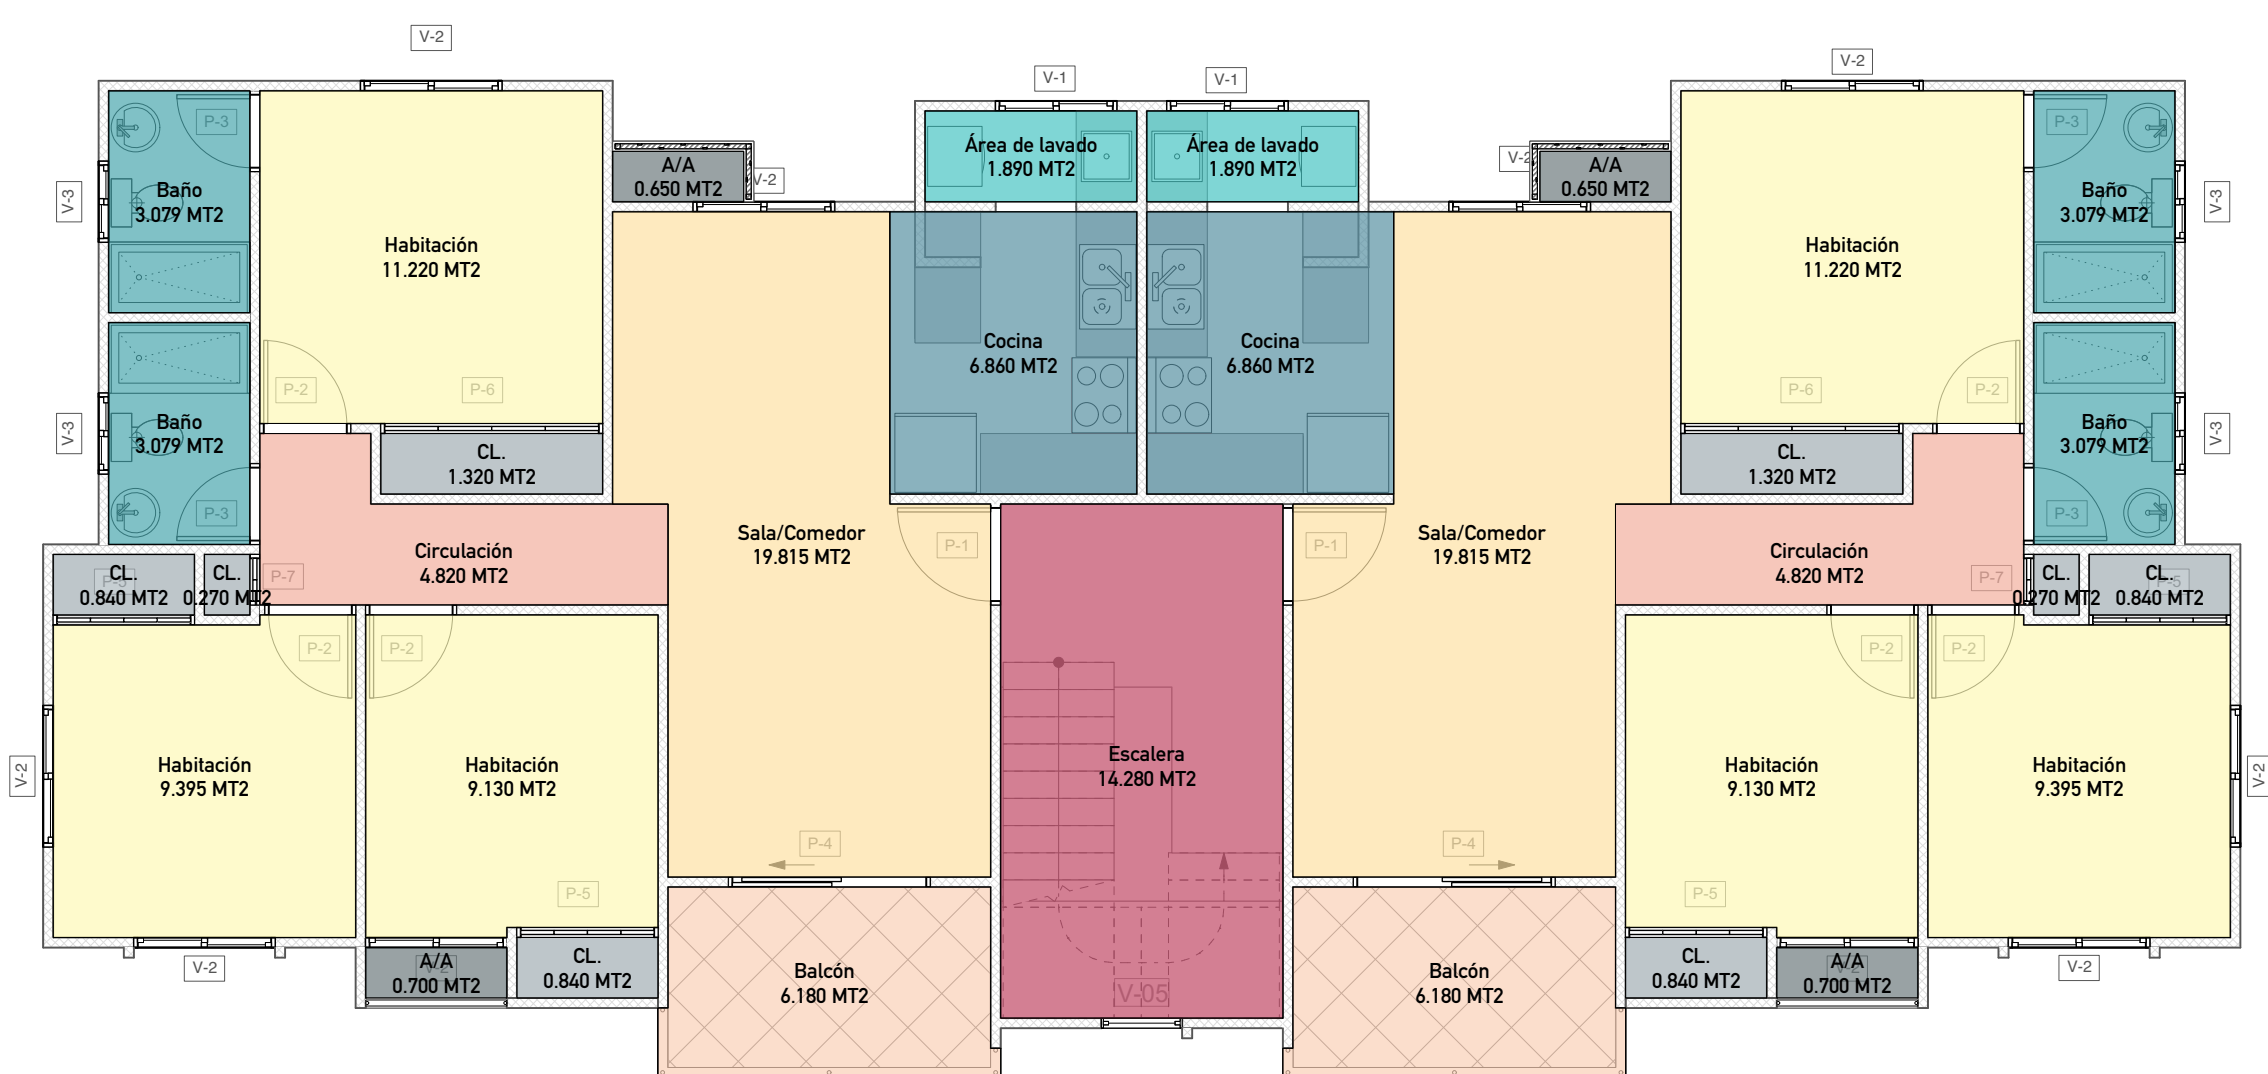 V-2
V-2
V-1
V-1
P-3
P-3
Área de lavado
1.890 MT2
Área de lavado
1.890 MT2
A/A
0.650 MT2
V-2
V-2
A/A
0.650 MT2
V-3
Baño
3.079 MT2
Baño
3.079 MT2
V-3
Habitación
11.220 MT2
Habitación
11.220 MT2
Cocina
6.860 MT2
Cocina
6.860 MT2
P-2
P-6
P-6
P-2
V-3
Baño
3.079 MT2
Baño
3.079 MT2
V-3
CL.
1.320 MT2
CL.
1.320 MT2
P-3
P-3
Sala/Comedor
19.815 MT2
P-1
P-1
Sala/Comedor
19.815 MT2
Circulación
4.820 MT2
Circulación
4.820 MT2
P-5
CL.
0.840 MT2
CL.
0.270 MT2
P-7
P-7
CL.
0.270 MT2
P-5
CL.
0.840 MT2
P-2
P-2
P-2
P-2
V-2
Habitación
9.395 MT2
Habitación
9.130 MT2
Escalera
14.280 MT2
Habitación
9.130 MT2
Habitación
9.395 MT2
V-2
P-4
P-4
P-5
P-5
V-2
V-2
A/A
0.700 MT2
CL.
0.840 MT2
Balcón
6.180 MT2
V-05
Balcón
6.180 MT2
CL.
0.840 MT2
V-2
A/A
0.700 MT2
V-2